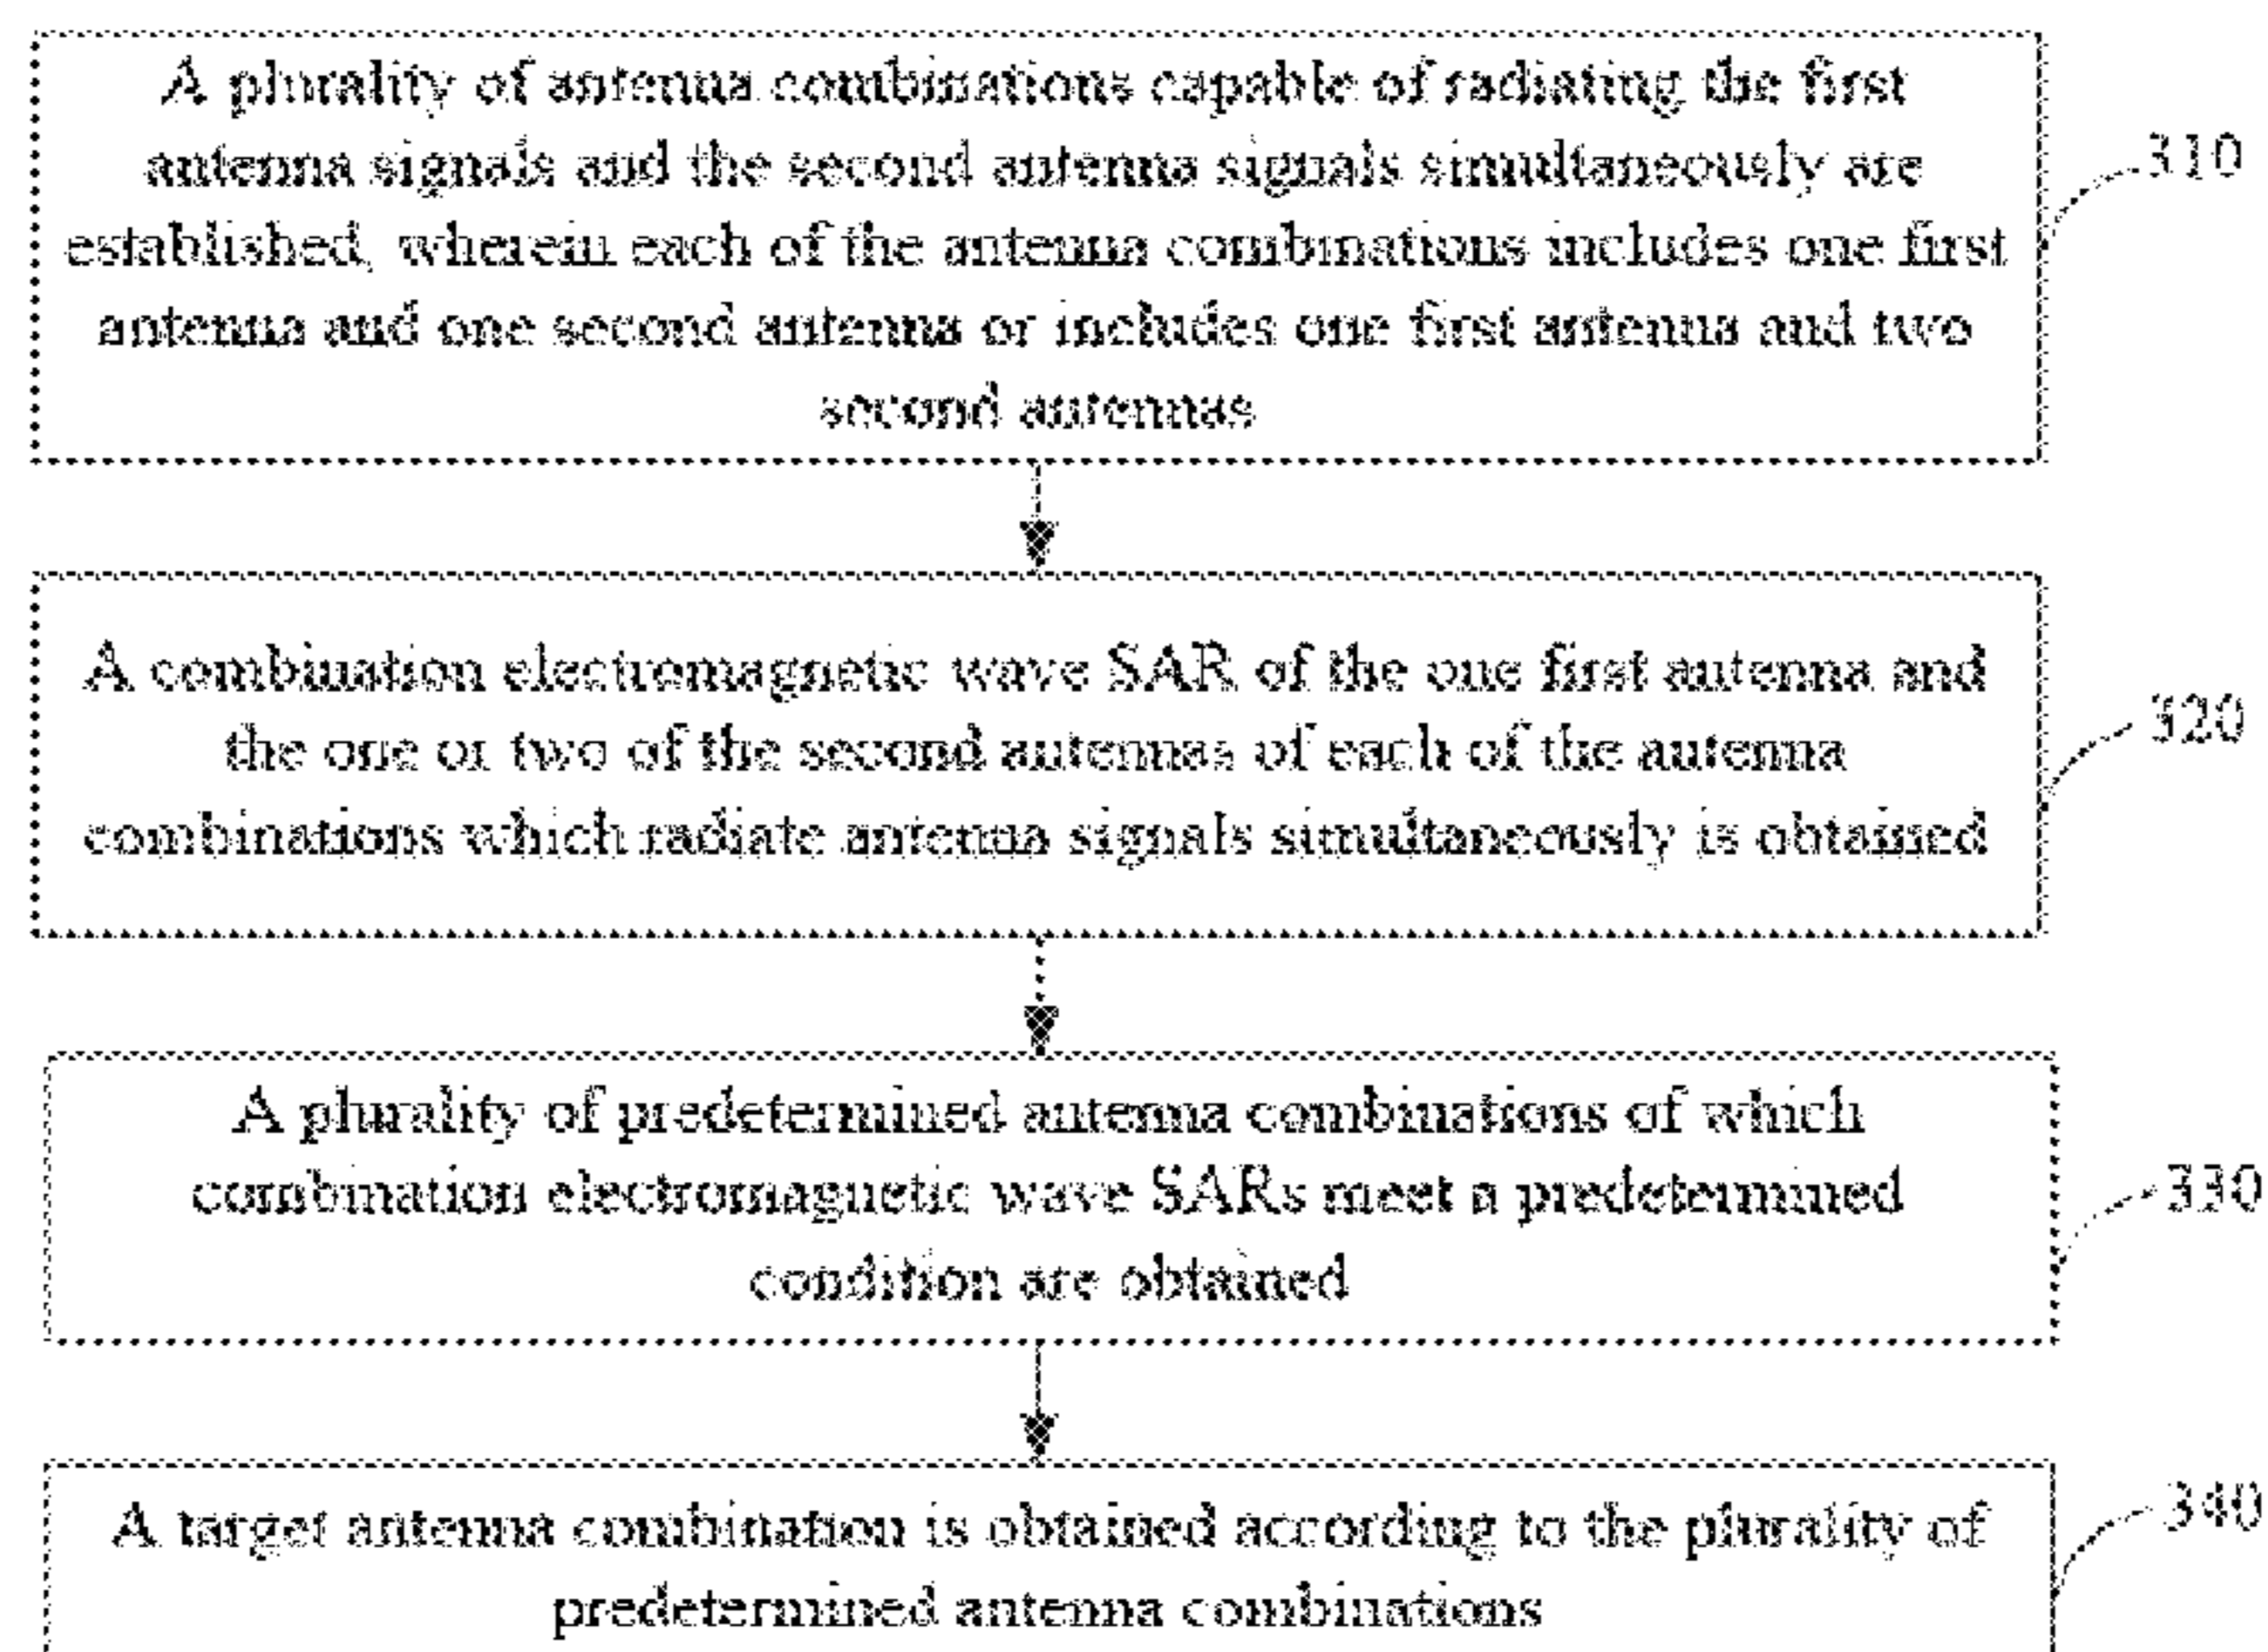 A plurality of antenna combinations capable of radiating the first
antenna signals and the second antenna signals simultaneously are
established, wherein each of the antenna combinations includes one first
antenna and one second antenna or includes one first antenna and two
second antennas
310
A combination electromagnetic wave SAR of the one first antenna and
the one or two of the second antennas of each of the antenna
combinations which radiate antenna signals simultaneously is obtained
320
A plurality of predetermined antenna combinations of which
combination electromagnetic wave SARs meet a predetermined
condition are obtained
330
A target antenna combination is obtained according to the plurality of
predetermined antenna combinations
340